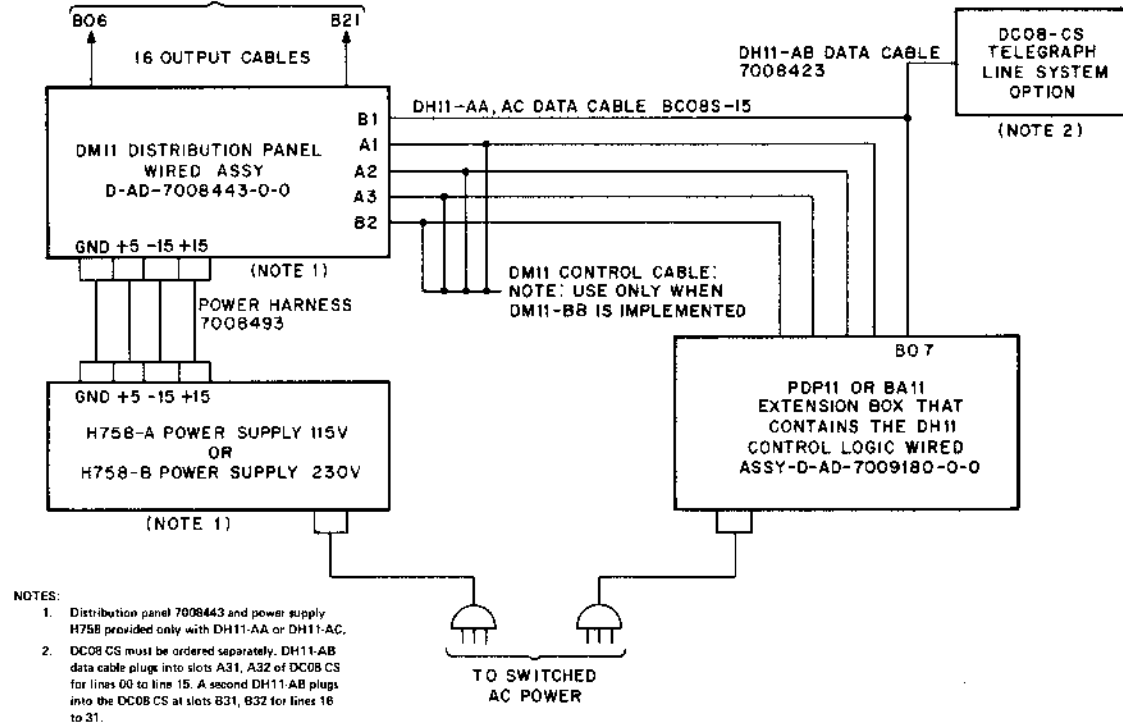 B06
B21
16 OUTPUT CABLES
DM11 DISTRIBUTION PANEL
WIRED ASSY
D-AD-7008443-0-0
B1
A1
A2
A3
B2
GND +5 -15 +15
(NOTE 1)
DH11-AA, AC DATA CABLE BC08S-15
DH11-AB DATA CABLE
7008423
DC08-CS
TELEGRAPH
LINE SYSTEM
OPTION
(NOTE 2)
POWER HARNESS
7008493
DM11 CONTROL CABLE:
NOTE: USE ONLY WHEN
DM11-BB IS IMPLEMENTED
GND +5 -15 +15
H758-A POWER SUPPLY 115V
OR
H758-B POWER SUPPLY 230V
(NOTE 1)
B07
PDP11 OR BA11
EXTENSION BOX THAT
CONTAINS THE DH11
CONTROL LOGIC WIRED
ASSY-D-AD-7009180-0-0
TO SWITCHED
AC POWER
NOTES:
1. Distribution panel 7008443 and power supply
H758 provided only with DH11-AA or DH11-AC.
2. DC08 CS must be ordered separately. DH11-AB
data cable plugs into slots A31, A32 of DC08 CS
for lines 00 to line 15. A second DH11-AB plugs
into the DC08 CS at slots B31, B32 for lines 16
to 31.